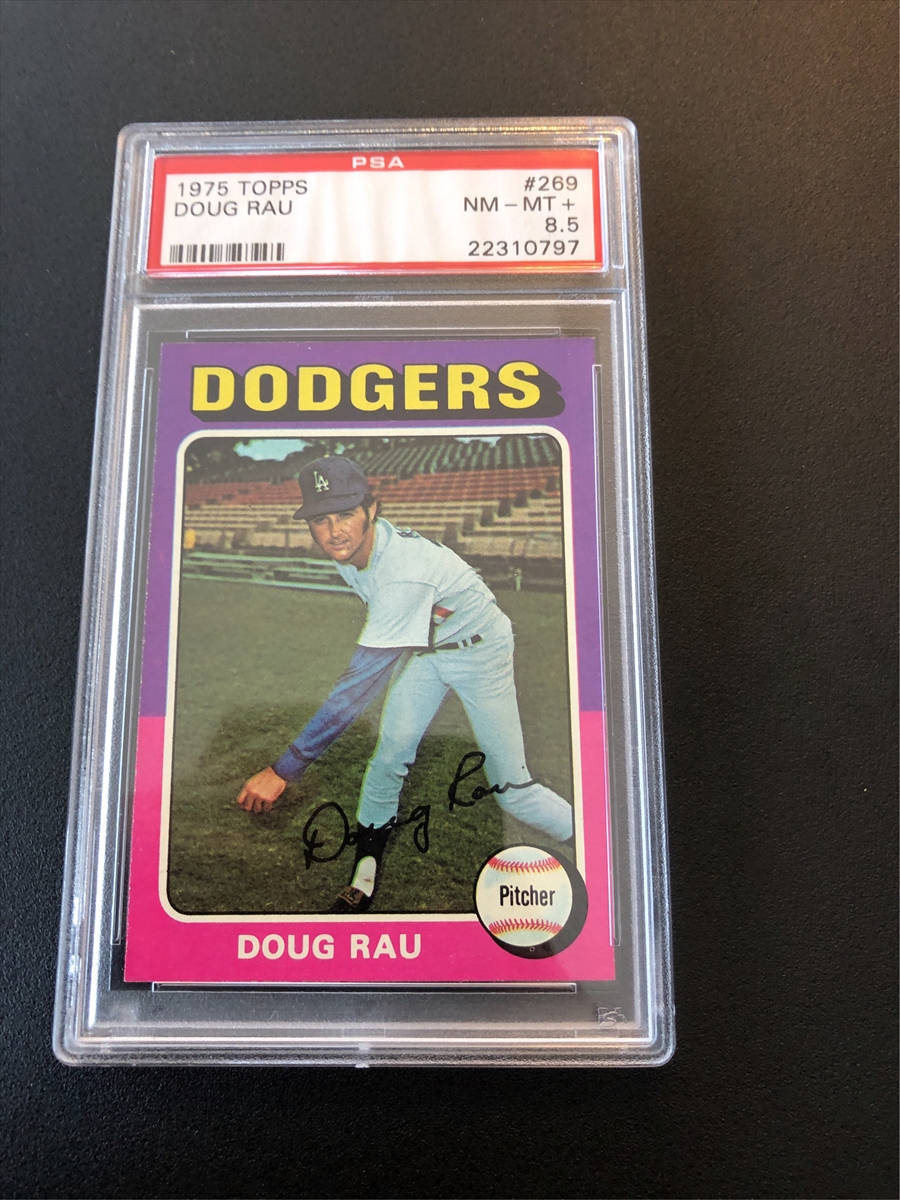 PSA
1975 TOPPS #269
DOUG RAU NM – MT +
8.5
22310797
DODGERS
LA
Doug Rau
Pitcher
DOUG RAU